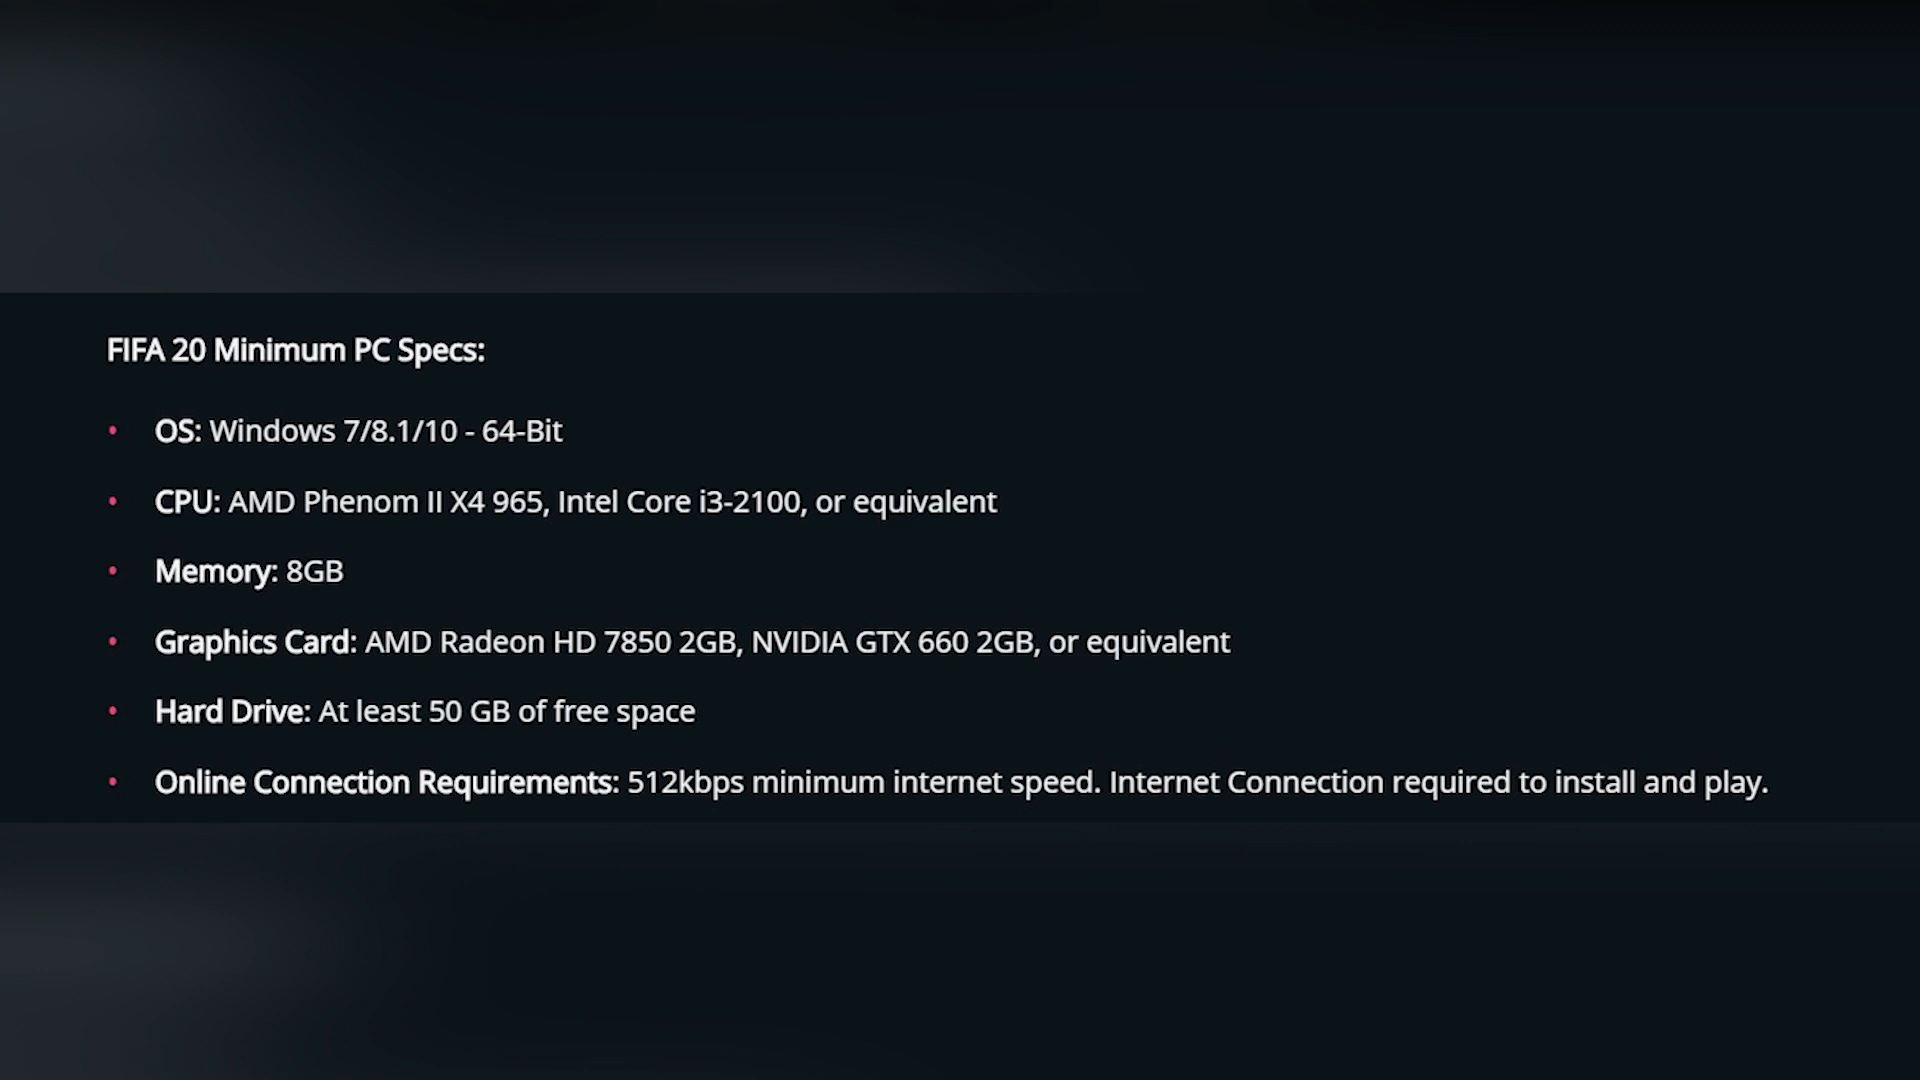 FIFA 20 Minimum PC Specs:
• OS: Windows 7/8.1/10 - 64-Bit
• CPU: AMD Phenom II X4 965, Intel Core i3-2100, or equivalent
• Memory: 8GB
• Graphics Card: AMD Radeon HD 7850 2GB, NVIDIA GTX 660 2GB, or equivalent
• Hard Drive: At least 50 GB of free space
• Online Connection Requirements: 512kbps minimum internet speed. Internet Connection required to install and play.